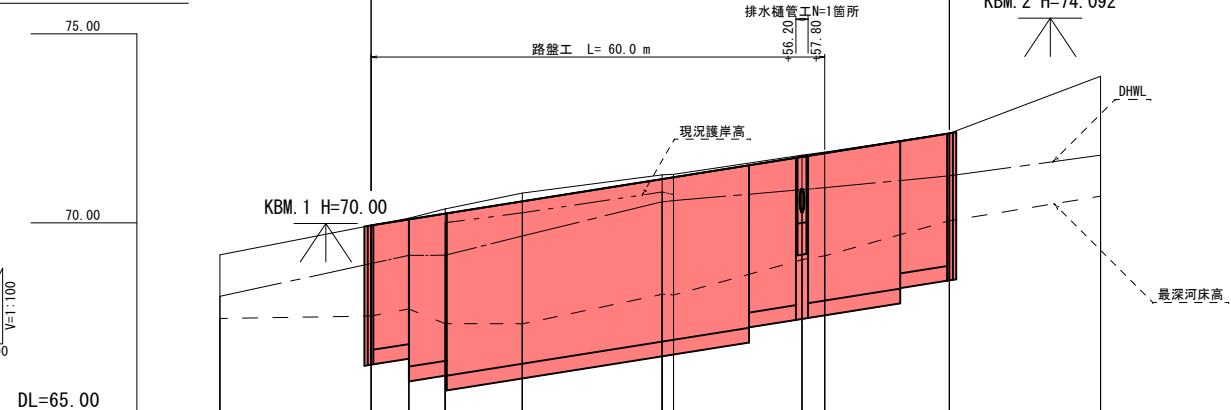 KBM.2 H=74.092
排水樋管工N=1箇所
75.00
+56.20
+57.80
路盤工 L= 60.0 m
DHWL
現況護岸高
KBM.1 H=70.00
70.00
V=1:100
最深河床高
DL=65.00